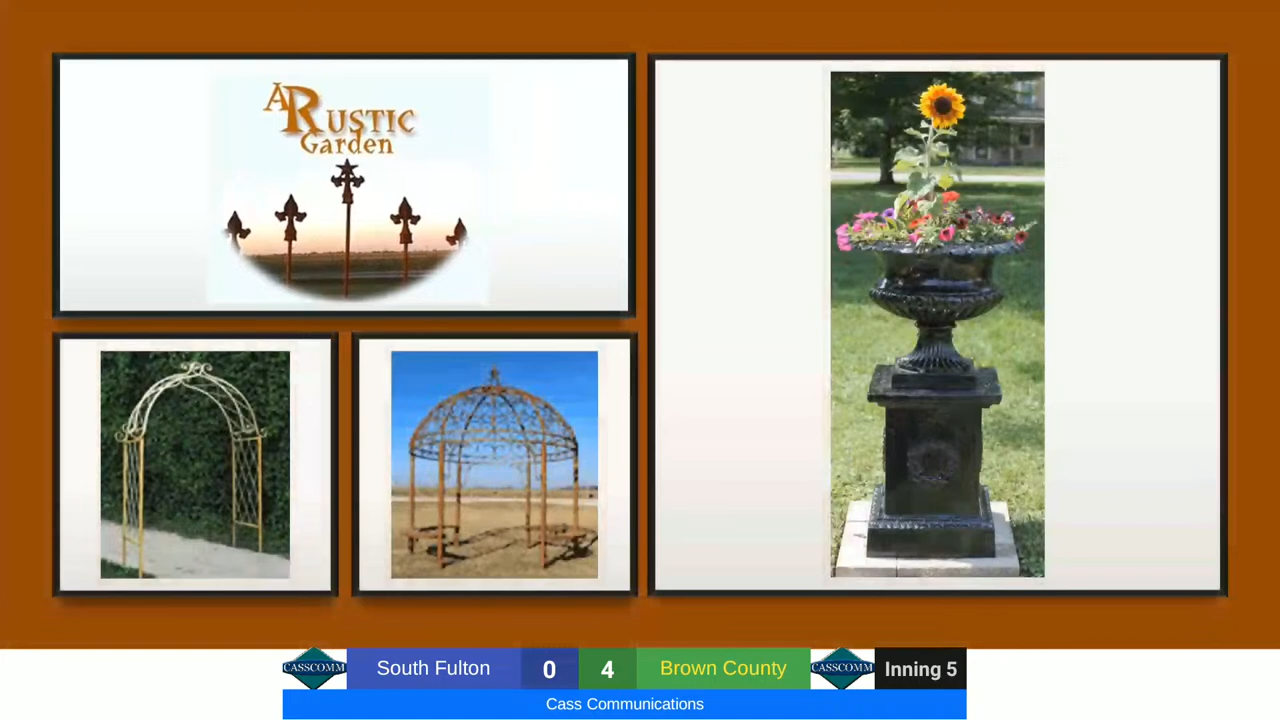 A RUSTIC
Garden
CASSCOMM South Fulton 0 4 Brown County CASSCOMM Inning 5
Cass Communications